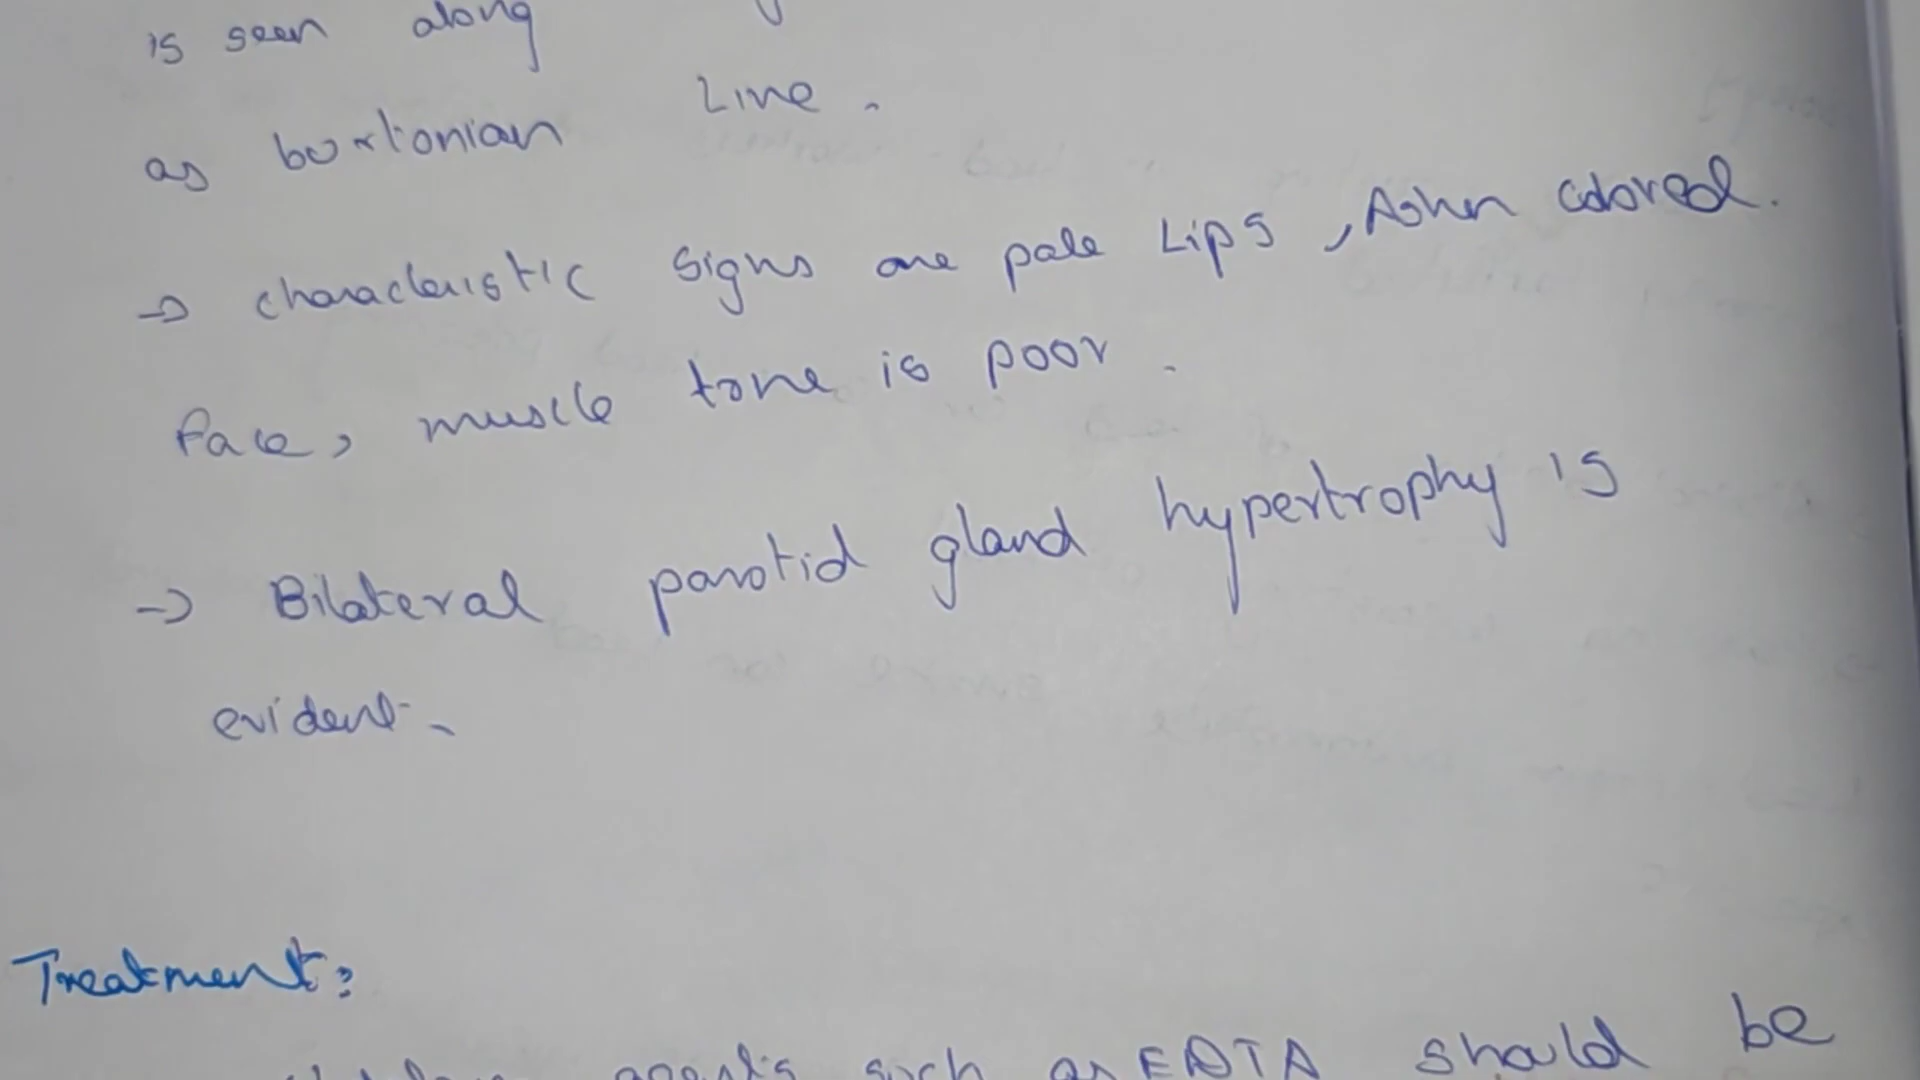 is seen along
as burtonian Line.
→ characteristic signs are pale Lips, Ashen colored.
face, muscle tone is poor.
→ Bilateral parotid gland hypertrophy is
evident.
Treatment:
agents such as EDTA should be